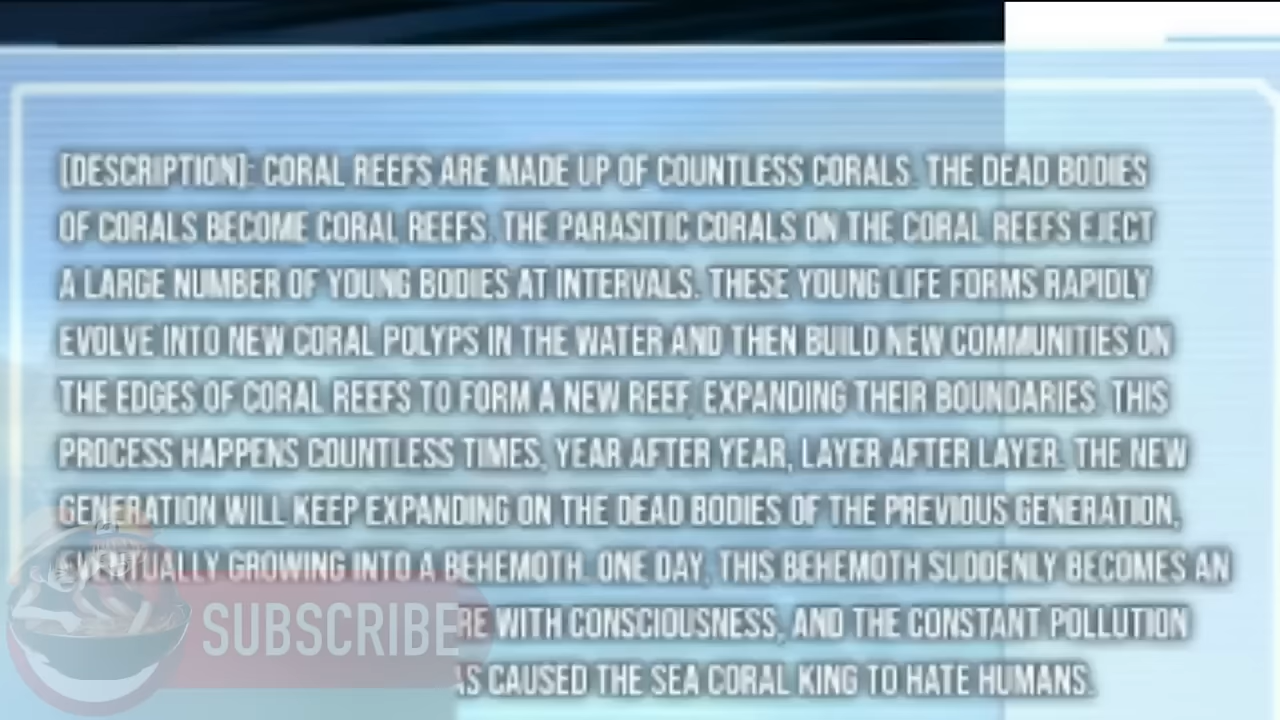 [DESCRIPTION]: CORAL REEFS ARE MADE UP OF COUNTLESS CORALS. THE DEAD BODIES
OF CORALS BECOME CORAL REEFS. THE PARASITIC CORALS ON THE CORAL REEFS EJECT
A LARGE NUMBER OF YOUNG BODIES AT INTERVALS. THESE YOUNG LIFE FORMS RAPIDLY
EVOLVE INTO NEW CORAL POLYPS IN THE WATER AND THEN BUILD NEW COMMUNITIES ON
THE EDGES OF CORAL REEFS TO FORM A NEW REEF, EXPANDING THEIR BOUNDARIES. THIS
PROCESS HAPPENS COUNTLESS TIMES, YEAR AFTER YEAR, LAYER AFTER LAYER. THE NEW
GENERATION WILL KEEP EXPANDING ON THE DEAD BODIES OF THE PREVIOUS GENERATION,
EVENTUALLY GROWING INTO A BEHEMOTH. ONE DAY, THIS BEHEMOTH SUDDENLY BECOMES AN
WITH CONSCIOUSNESS, AND THE CONSTANT POLLUTION
CAUSED THE SEA CORAL KING TO HATE HUMANS.
SUBSCRIBE